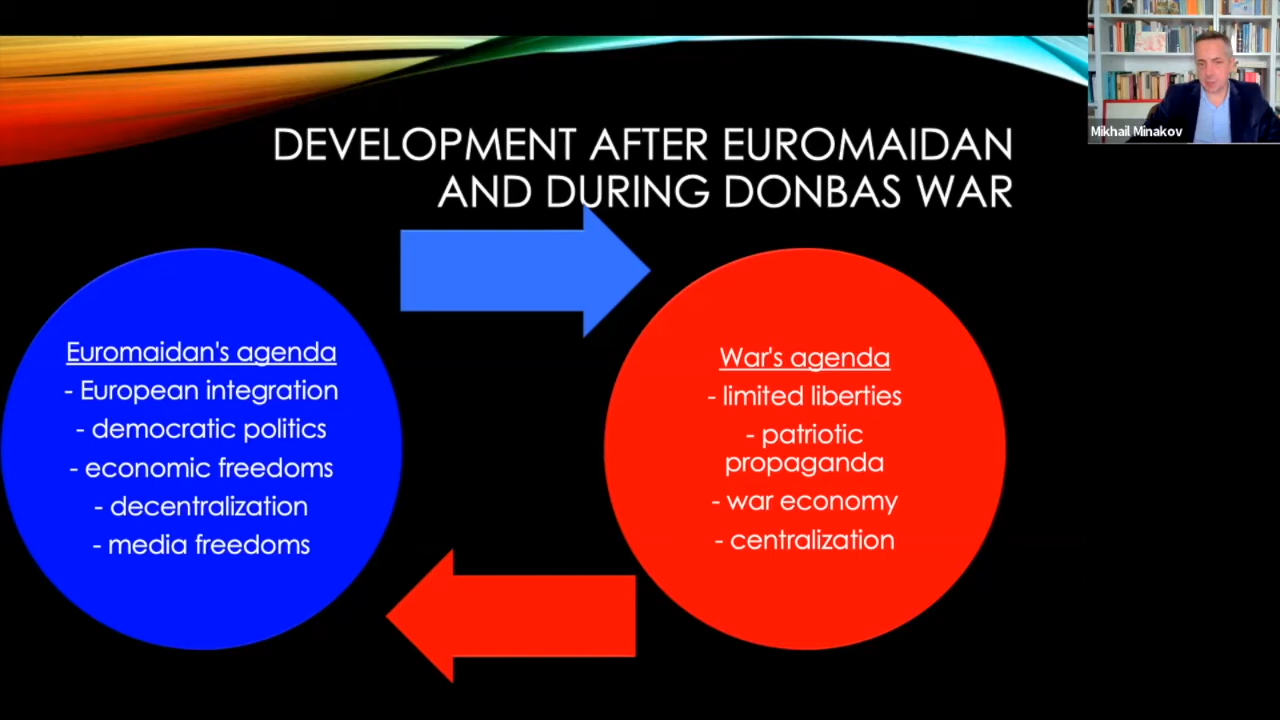 Mikhail Minakov
DEVELOPMENT AFTER EUROMAIDAN
AND DURING DONBAS WAR
Euromaidan's agenda
- European integration
- democratic politics
- economic freedoms
- decentralization
- media freedoms
War's agenda
- limited liberties
- patriotic
propaganda
- war economy
- centralization